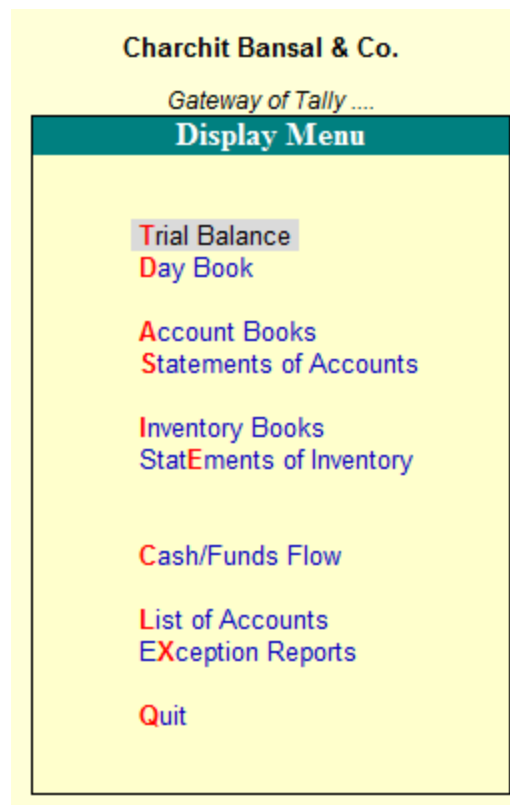 Charchit Bansal & Co.
Gateway of Tally ....
Display Menu
Trial Balance
Day Book
Account Books
Statements of Accounts
Inventory Books
StatEments of Inventory
Cash/Funds Flow
List of Accounts
EXception Reports
Quit